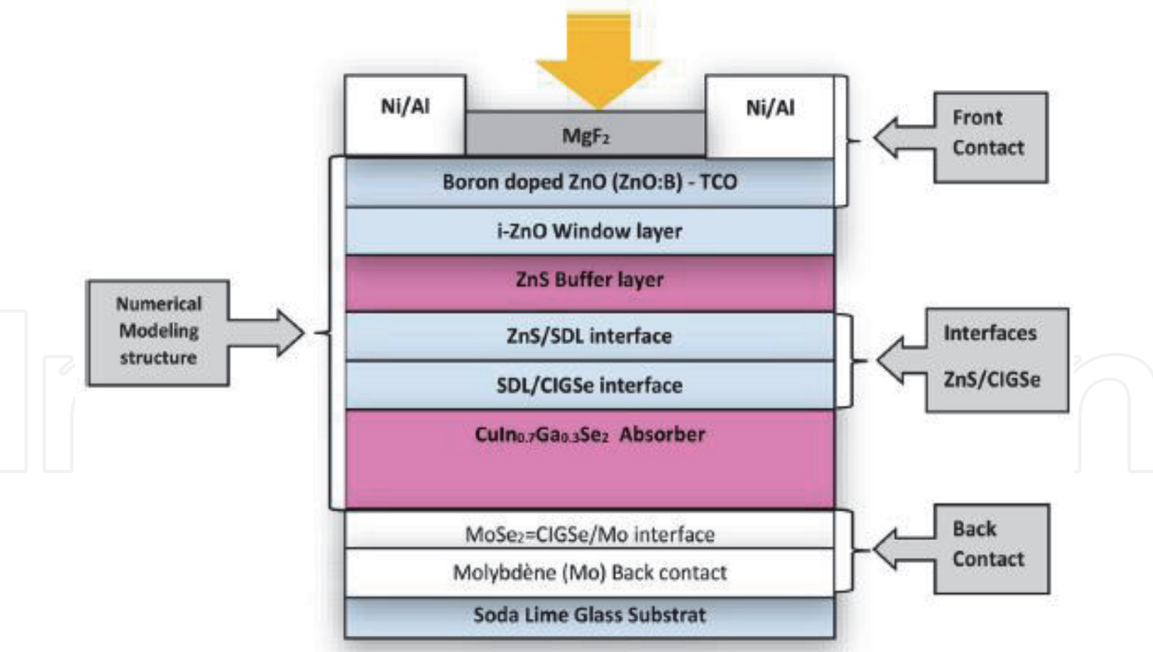 Ni/Al
Ni/Al
MgF₂
Front
Contact
Boron doped ZnO (ZnO:B) - TCO
i-ZnO Window layer
ZnS Buffer layer
Numerical
Modeling
structure
ZnS/SDL interface
SDL/CIGSe interface
Interfaces
ZnS/CIGSe
CuIn₀.₇Ga₀.₃Se₂ Absorber
MoSe₂=CIGSe/Mo interface
Molybdène (Mo) Back contact
Back
Contact
Soda Lime Glass Substrat